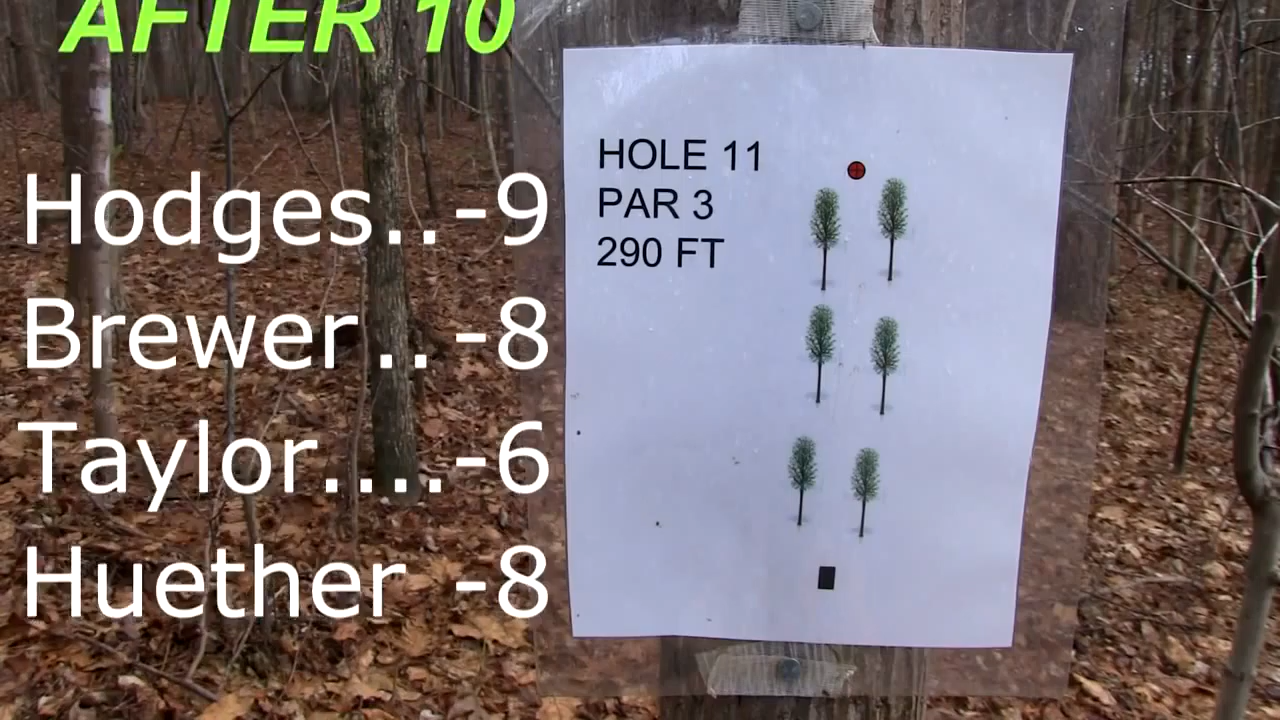 AFTER 10
Hodges.. -9
Brewer.. -8
Taylor.... -6
Huether -8
HOLE 11
PAR 3
290 FT